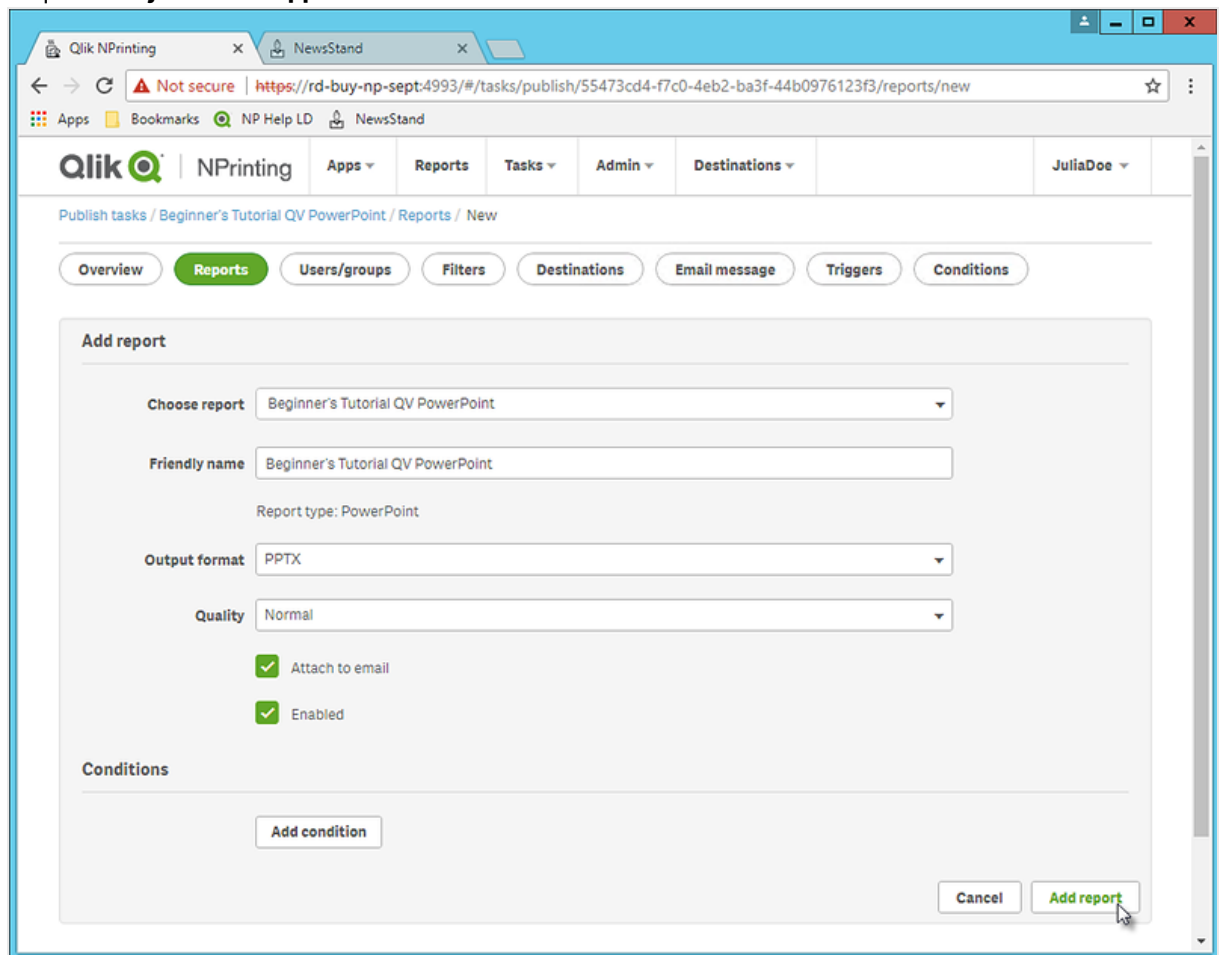 Qlik NPrinting × NewsStand ×
Not secure | https://rd-buy-np-sept:4993/#/tasks/publish/55473cd4-f7c0-4eb2-ba3f-44b0976123f3/reports/new
Apps Bookmarks NP Help LD NewsStand
Qlik NPrinting Apps Reports Tasks Admin Destinations JuliaDoe
Publish tasks / Beginner's Tutorial QV PowerPoint / Reports / New
Overview Reports Users/groups Filters Destinations Email message Triggers Conditions
Add report
Choose report Beginner's Tutorial QV PowerPoint
Friendly name Beginner's Tutorial QV PowerPoint
Report type: PowerPoint
Output format PPTX
Quality Normal
Attach to email
Enabled
Conditions
Add condition
Cancel Add report